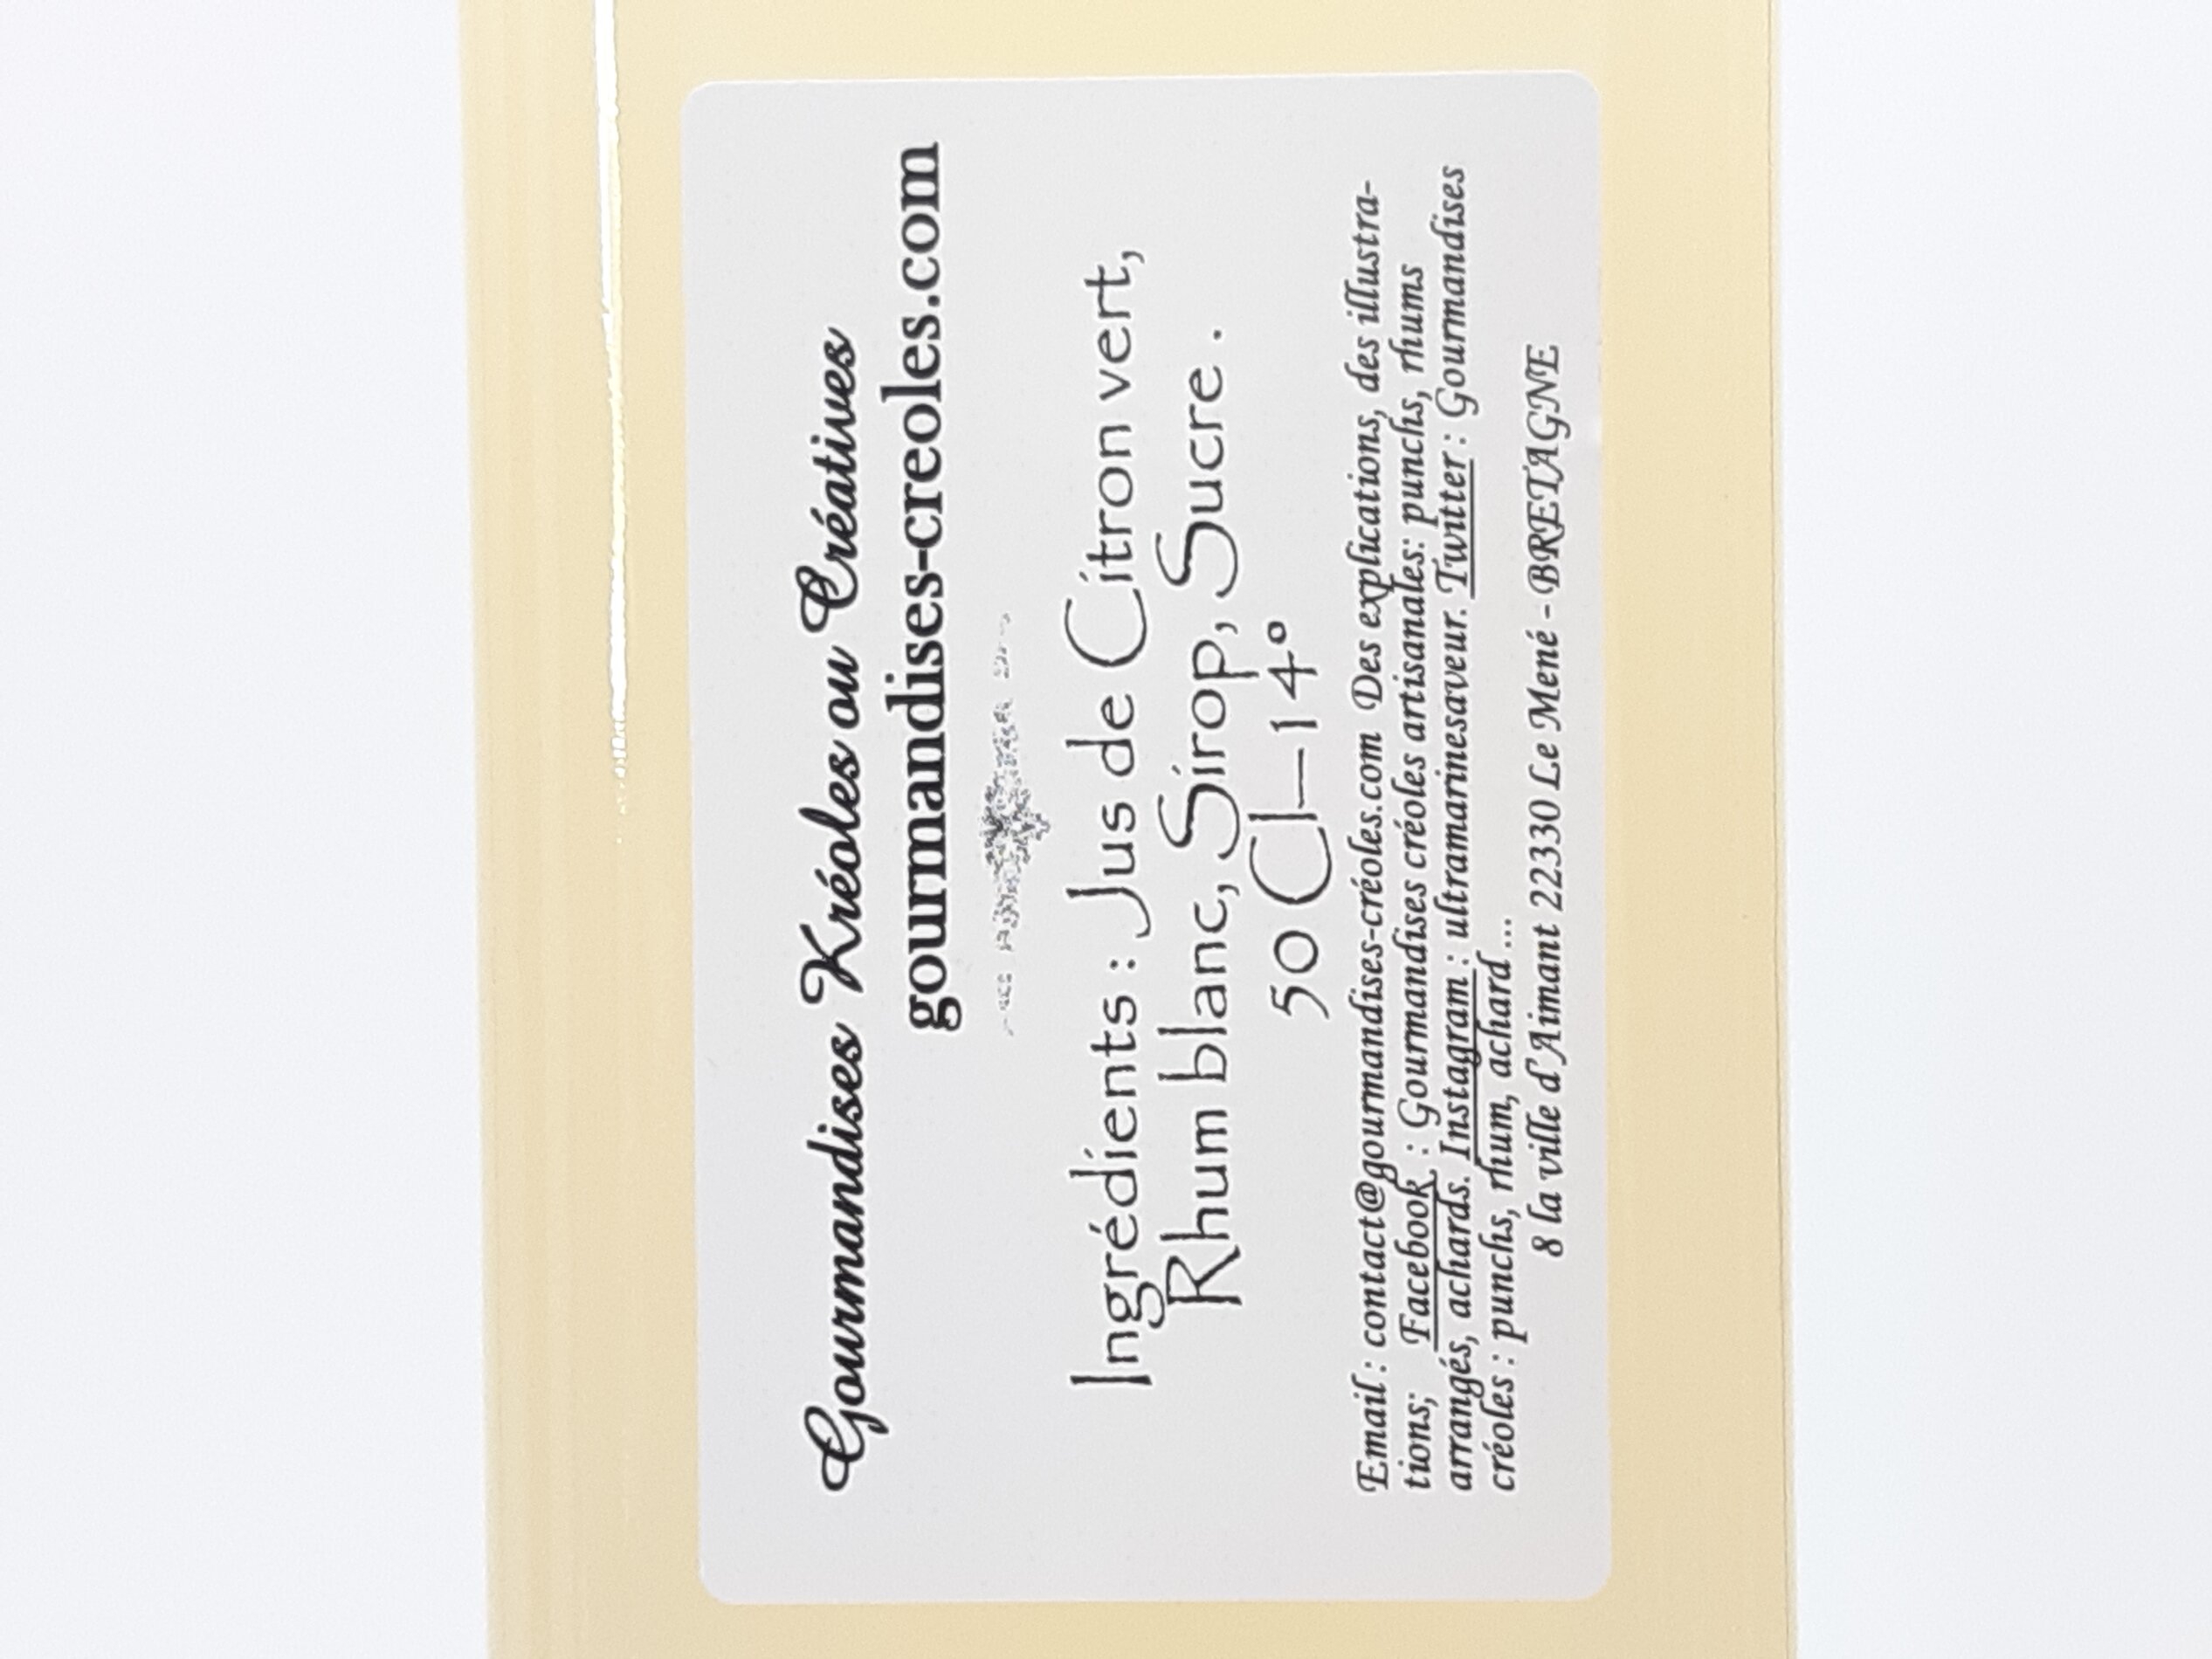 Gourmandises Kréoles ou Créatives
gourmandises-creoles.com
Ingrédients : Jus de Citron vert,
Rhum blanc, Sirop, Sucre .
50 Cl – 14°
Email : contact@gourmandises-créoles.com Des explications, des illustra-
tions; Facebook : Gourmandises créoles artisanales: punchs, rhums
arrangés, achards. Instagram : ultramarinesaveur. Twitter : Gourmandises
créoles : punchs, rhum, achard ...
8 la ville d'Aimant 22330 Le Mené - BRETAGNE